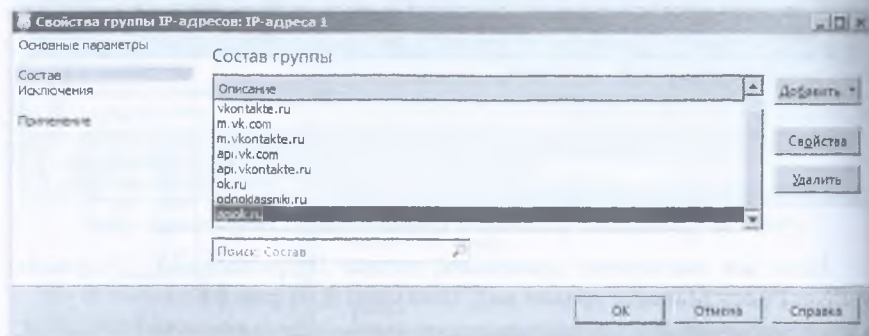 Свойства группы IP-адресов: IP-адреса 1
Основные параметры
Состав
Исключения
Применение
Состав группы
Описание
vkontakte.ru
m.vk.com
m.vkontakte.ru
api.vk.com
api.vkontakte.ru
ok.ru
odnoklassniki.ru
apiok.ru
Поиск: Состав
Добавить
Свойства
Удалить
OK
Отмена
Справка